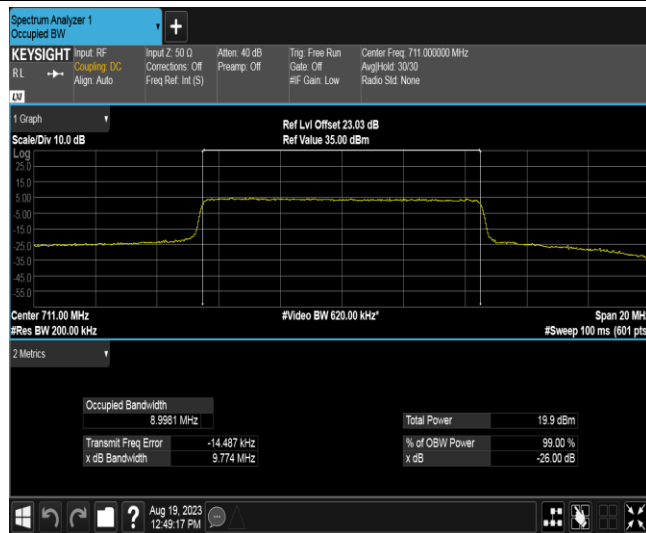 Spectrum Analyzer 1
Occupied BW
KEYSIGHT
RL
LXI
Input: RF
Coupling: DC
Align: Auto
Input Z: 50 Ω
Corrections: Off
Freq Ref: Int (S)
Atten: 40 dB
Preamp: Off
Trig: Free Run
Gate: Off
#IF Gain: Low
Center Freq: 711.000000 MHz
Avg|Hold: 30/30
Radio Std: None
1 Graph
Scale/Div 10.0 dB
Ref Lvl Offset 23.03 dB
Ref Value 35.00 dBm
Log
25.0
15.0
5.00
-5.00
-15.0
-25.0
-35.0
-45.0
-55.0
Center 711.00 MHz
#Video BW 620.00 kHz*
Span 20 MHz
#Res BW 200.00 kHz
#Sweep 100 ms (601 pts
2 Metrics
Occupied Bandwidth
8.9981 MHz
Transmit Freq Error -14.487 kHz
x dB Bandwidth 9.774 MHz
Total Power 19.9 dBm
% of OBW Power 99.00 %
x dB -26.00 dB
?
Aug 19, 2023
12:49:17 PM